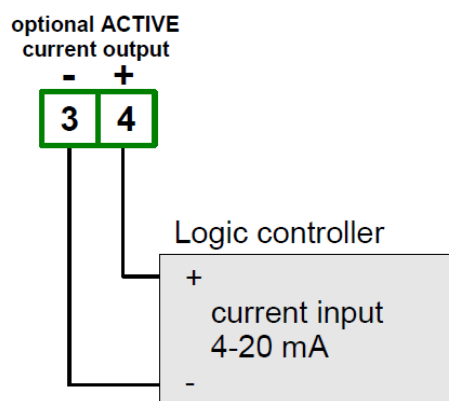 optional ACTIVE
current output
- +
3 4
Logic controller
+
current input
4-20 mA
-